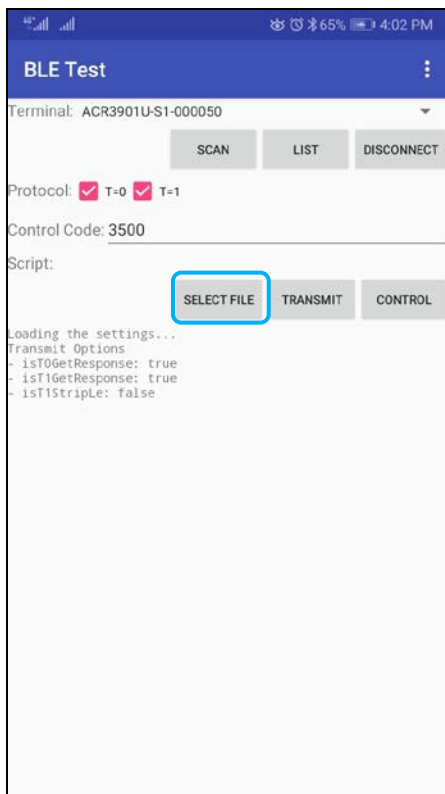 65% 4:02 PM
BLE Test
Terminal: ACR3901U-S1-000050
SCAN LIST DISCONNECT
Protocol: T=0 T=1
Control Code: 3500
Script:
SELECT FILE TRANSMIT CONTROL
Loading the settings...
Transmit Options
- isT0GetResponse: true
- isT1GetResponse: true
- isT1StripLe: false